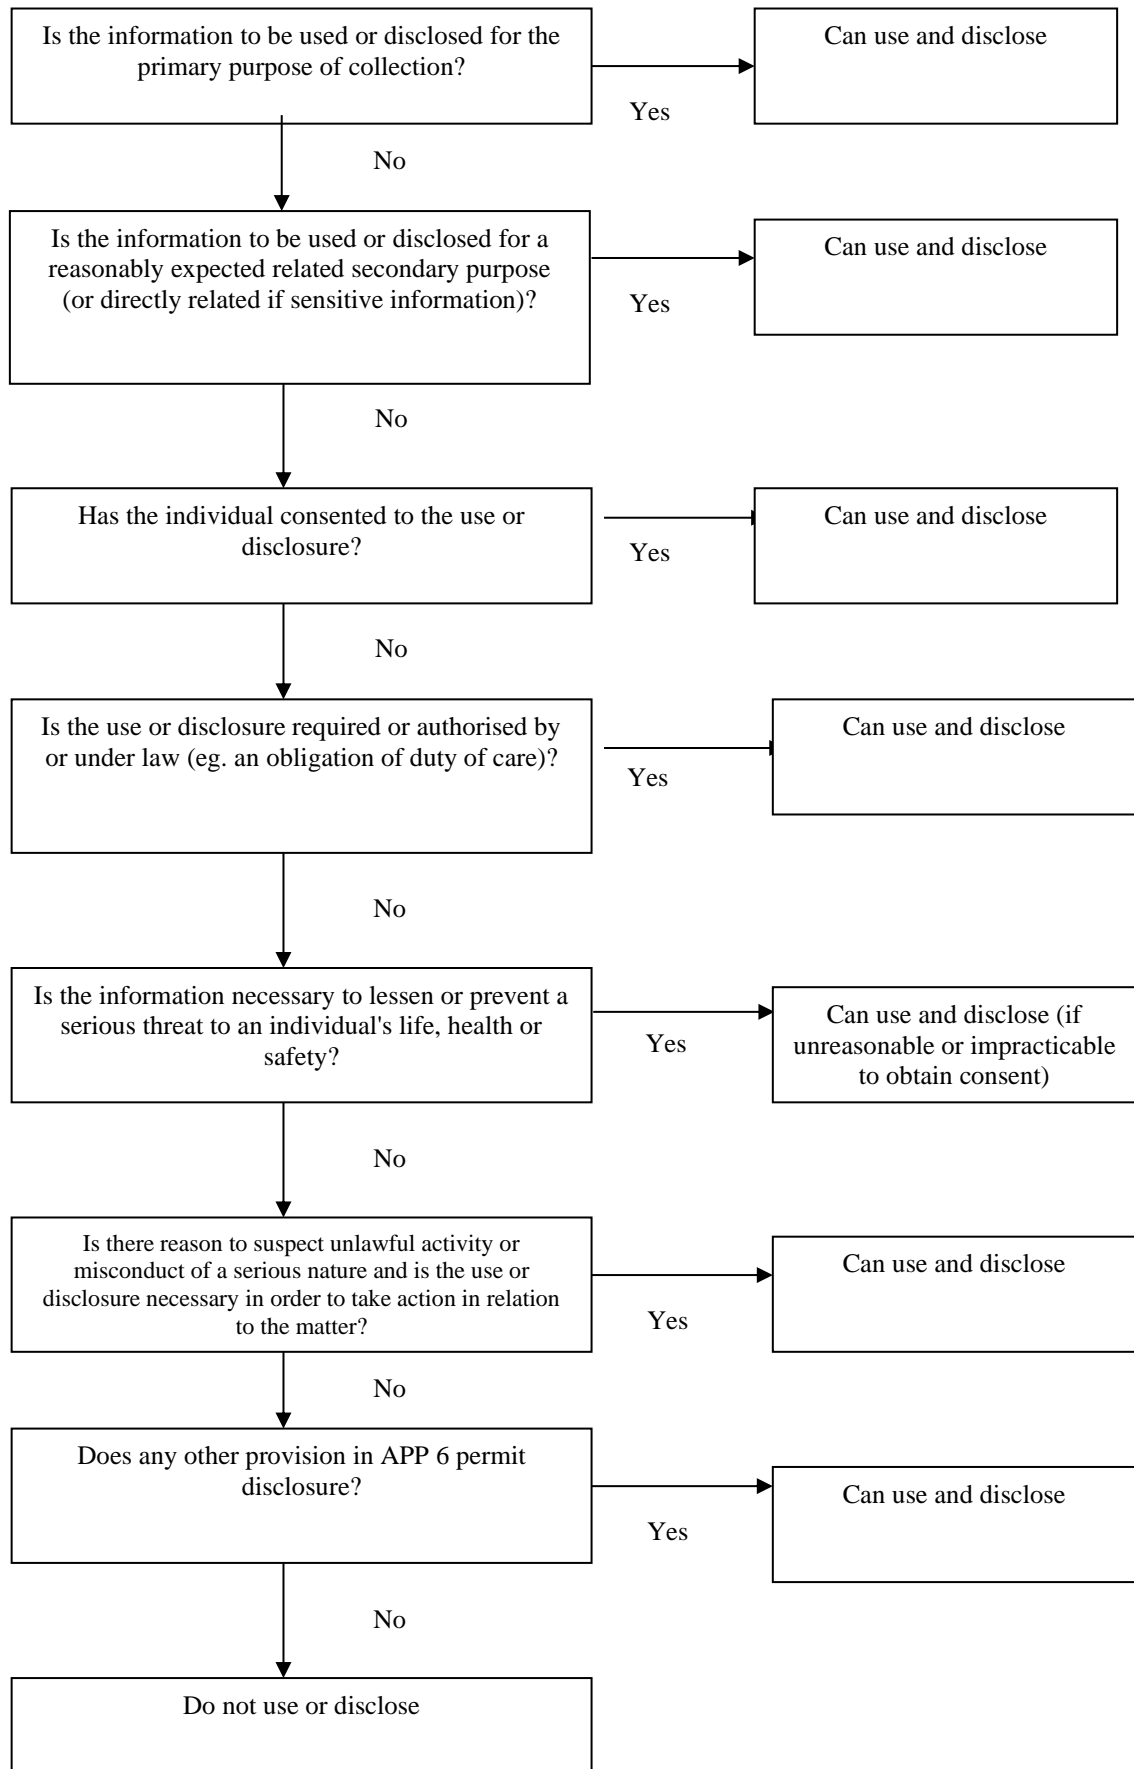 Is the information to be used or disclosed for the
primary purpose of collection?
Can use and disclose
Yes
No
Is the information to be used or disclosed for a
reasonably expected related secondary purpose
(or directly related if sensitive information)?
Can use and disclose
Yes
No
Has the individual consented to the use or
disclosure?
Can use and disclose
Yes
No
Is the use or disclosure required or authorised by
or under law (eg. an obligation of duty of care)?
Can use and disclose
Yes
No
Is the information necessary to lessen or prevent a
serious threat to an individual's life, health or
safety?
Can use and disclose (if
unreasonable or impracticable
to obtain consent)
Yes
No
Is there reason to suspect unlawful activity or
misconduct of a serious nature and is the use or
disclosure necessary in order to take action in relation
to the matter?
Can use and disclose
Yes
No
Does any other provision in APP 6 permit
disclosure?
Can use and disclose
Yes
No
Do not use or disclose